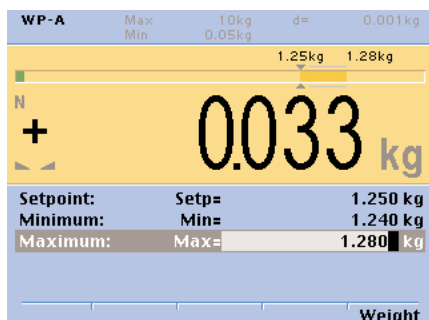 WP-A Max 10kg d= 0.001kg
Min 0.05kg
1.25kg 1.28kg
N
+ 0.033 kg
Setpoint: Setp= 1.250 kg
Minimum: Min= 1.240 kg
Maximum: Max= 1.280 kg
Weight